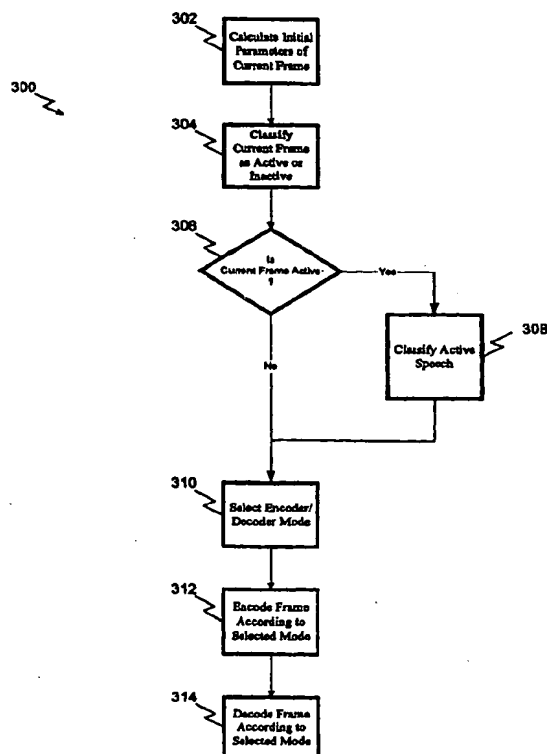 302
Calculate Initial
Parameters of
Current Frame
300
304
Classify
Current Frame
as Active or
Inactive
306
Is
Current Frame Active
?
Yes
308
Classify Active
Speech
No
310
Select Encoder/
Decoder Mode
312
Encode Frame
According to
Selected Mode
314
Decode Frame
According to
Selected Mode